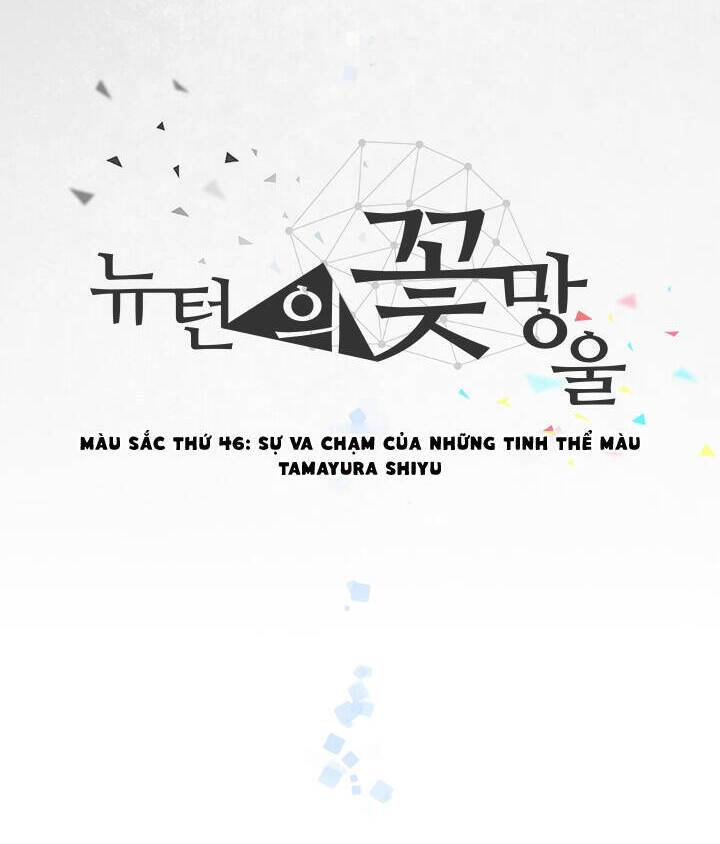 뉴턴의 꽃망울
MÀU SẮC THỨ 46: SỰ VA CHẠM CỦA NHỮNG TINH THỂ MÀU
TAMAYURA SHIYU